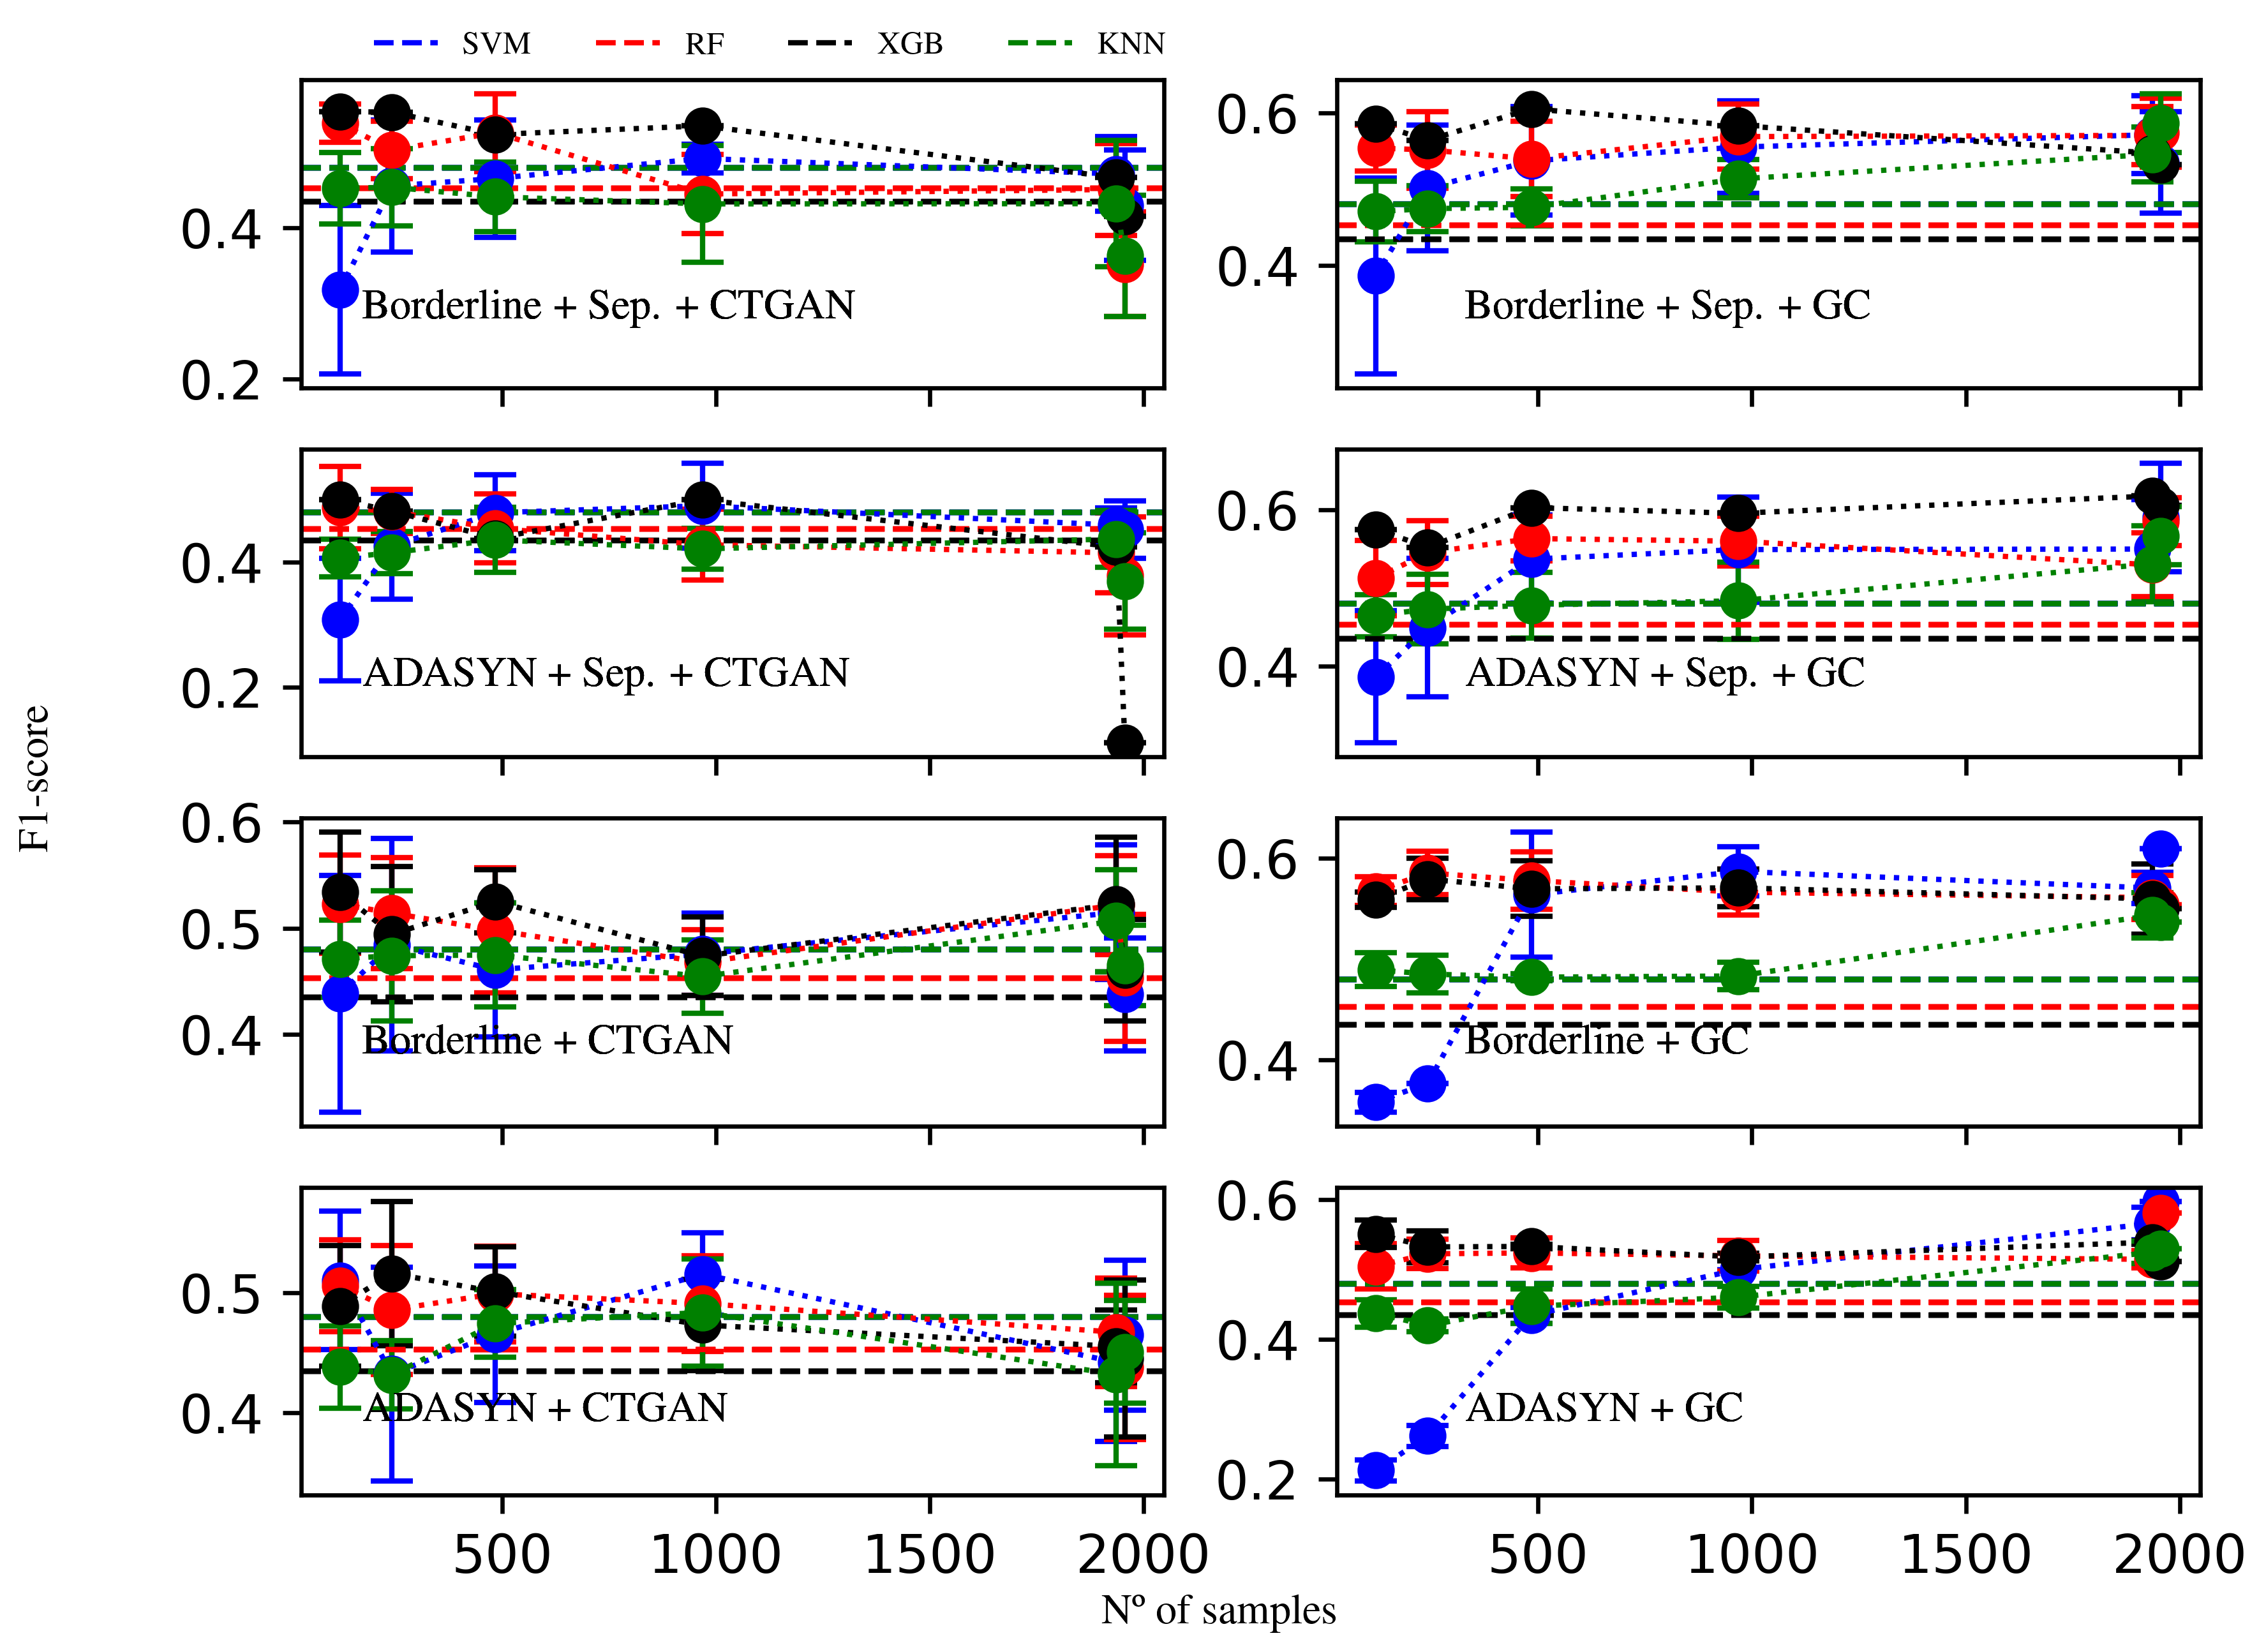 SVM RF XGB KNN
0.4
0.2
Borderline + Sep. + CTGAN
0.6
0.4
Borderline + Sep. + GC
0.4
0.2
ADASYN + Sep. + CTGAN
0.6
0.4
ADASYN + Sep. + GC
F1-score
0.6
0.5
0.4
Borderline + CTGAN
0.6
0.4
Borderline + GC
0.5
0.4
ADASYN + CTGAN
500 1000 1500 2000
0.6
0.4
0.2
ADASYN + GC
500 1000 1500 2000
Nº of samples